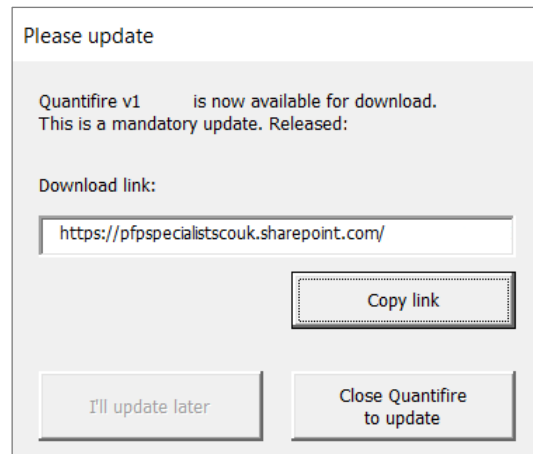 Please update
Quantifire v1 is now available for download.
This is a mandatory update. Released:
Download link:
https://pfpspecialistscouk.sharepoint.com/
Copy link
I'll update later
Close Quantifire
to update